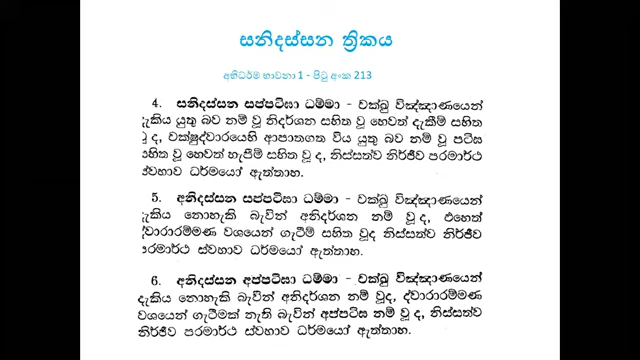 සනිදස්සන ත්‍රිකය
අභිධර්ම භාවනා 1 - පිටු අංක 213
4. සනිදස්සන සප්පටිඝා ධම්මා - චක්ඛු විඤ්ඤාණයෙන්
දැකිය යුතු බව නම් වූ නිදර්ශන සහිත වූ හෙවත් දැකීම් සහිත
වූ ද, චක්ෂුද්වාරයෙහි ආපාතගත විය යුතු බව නම් වූ පටිඝ
සහිත වූ හෙවත් හැපීම් සහිත වූ ද, නිස්සත්ව නිර්ජීව පරමාර්ථ
ස්වභාව ධර්මයෝ ඇත්තාහ.
5. අනිදස්සන සප්පටිඝා ධම්මා - චක්ඛු විඤ්ඤාණයෙන්
දැකිය නොහැකි බැවින් අනිදර්ශන නම් වූ ද, එහෙත්
ද්වාරාරම්මණ වශයෙන් ගැටීම් සහිත වූද නිස්සත්ව නිර්ජීව
පරමාර්ථ ස්වභාව ධර්මයෝ ඇත්තාහ.
6. අනිදස්සන අප්පටිඝා ධම්මා - චක්ඛු විඤ්ඤාණයෙන්
දැකිය නොහැකි බැවින් අනිදර්ශන නම් වූද, ද්වාරාරම්මණ
වශයෙන් ගැටීමක් නැති බැවින් අප්පටිඝ නම් වූ ද, නිස්සත්ව
නිර්ජීව පරමාර්ථ ස්වභාව ධර්මයෝ ඇත්තාහ.